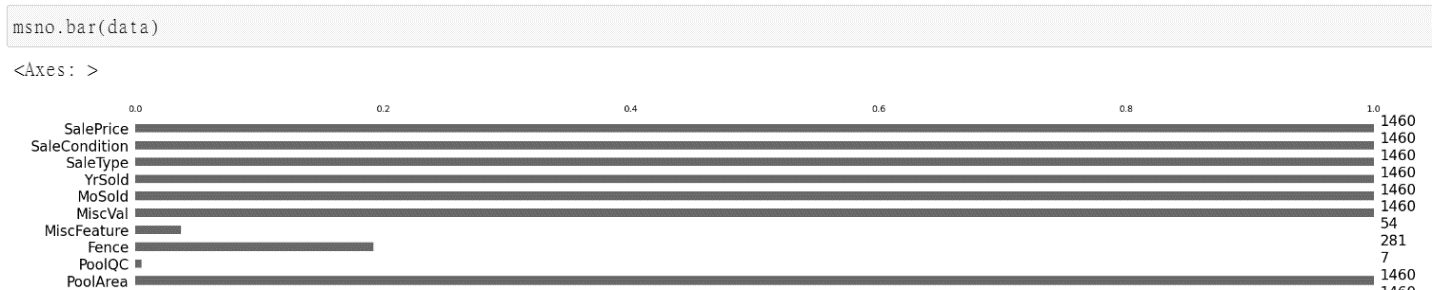 msno.bar(data)
<Axes: >
0.0 0.2 0.4 0.6 0.8 1.0
SalePrice 1460
SaleCondition 1460
SaleType 1460
YrSold 1460
MoSold 1460
MiscVal 1460
MiscFeature 54
Fence 281
PoolQC 7
PoolArea 1460